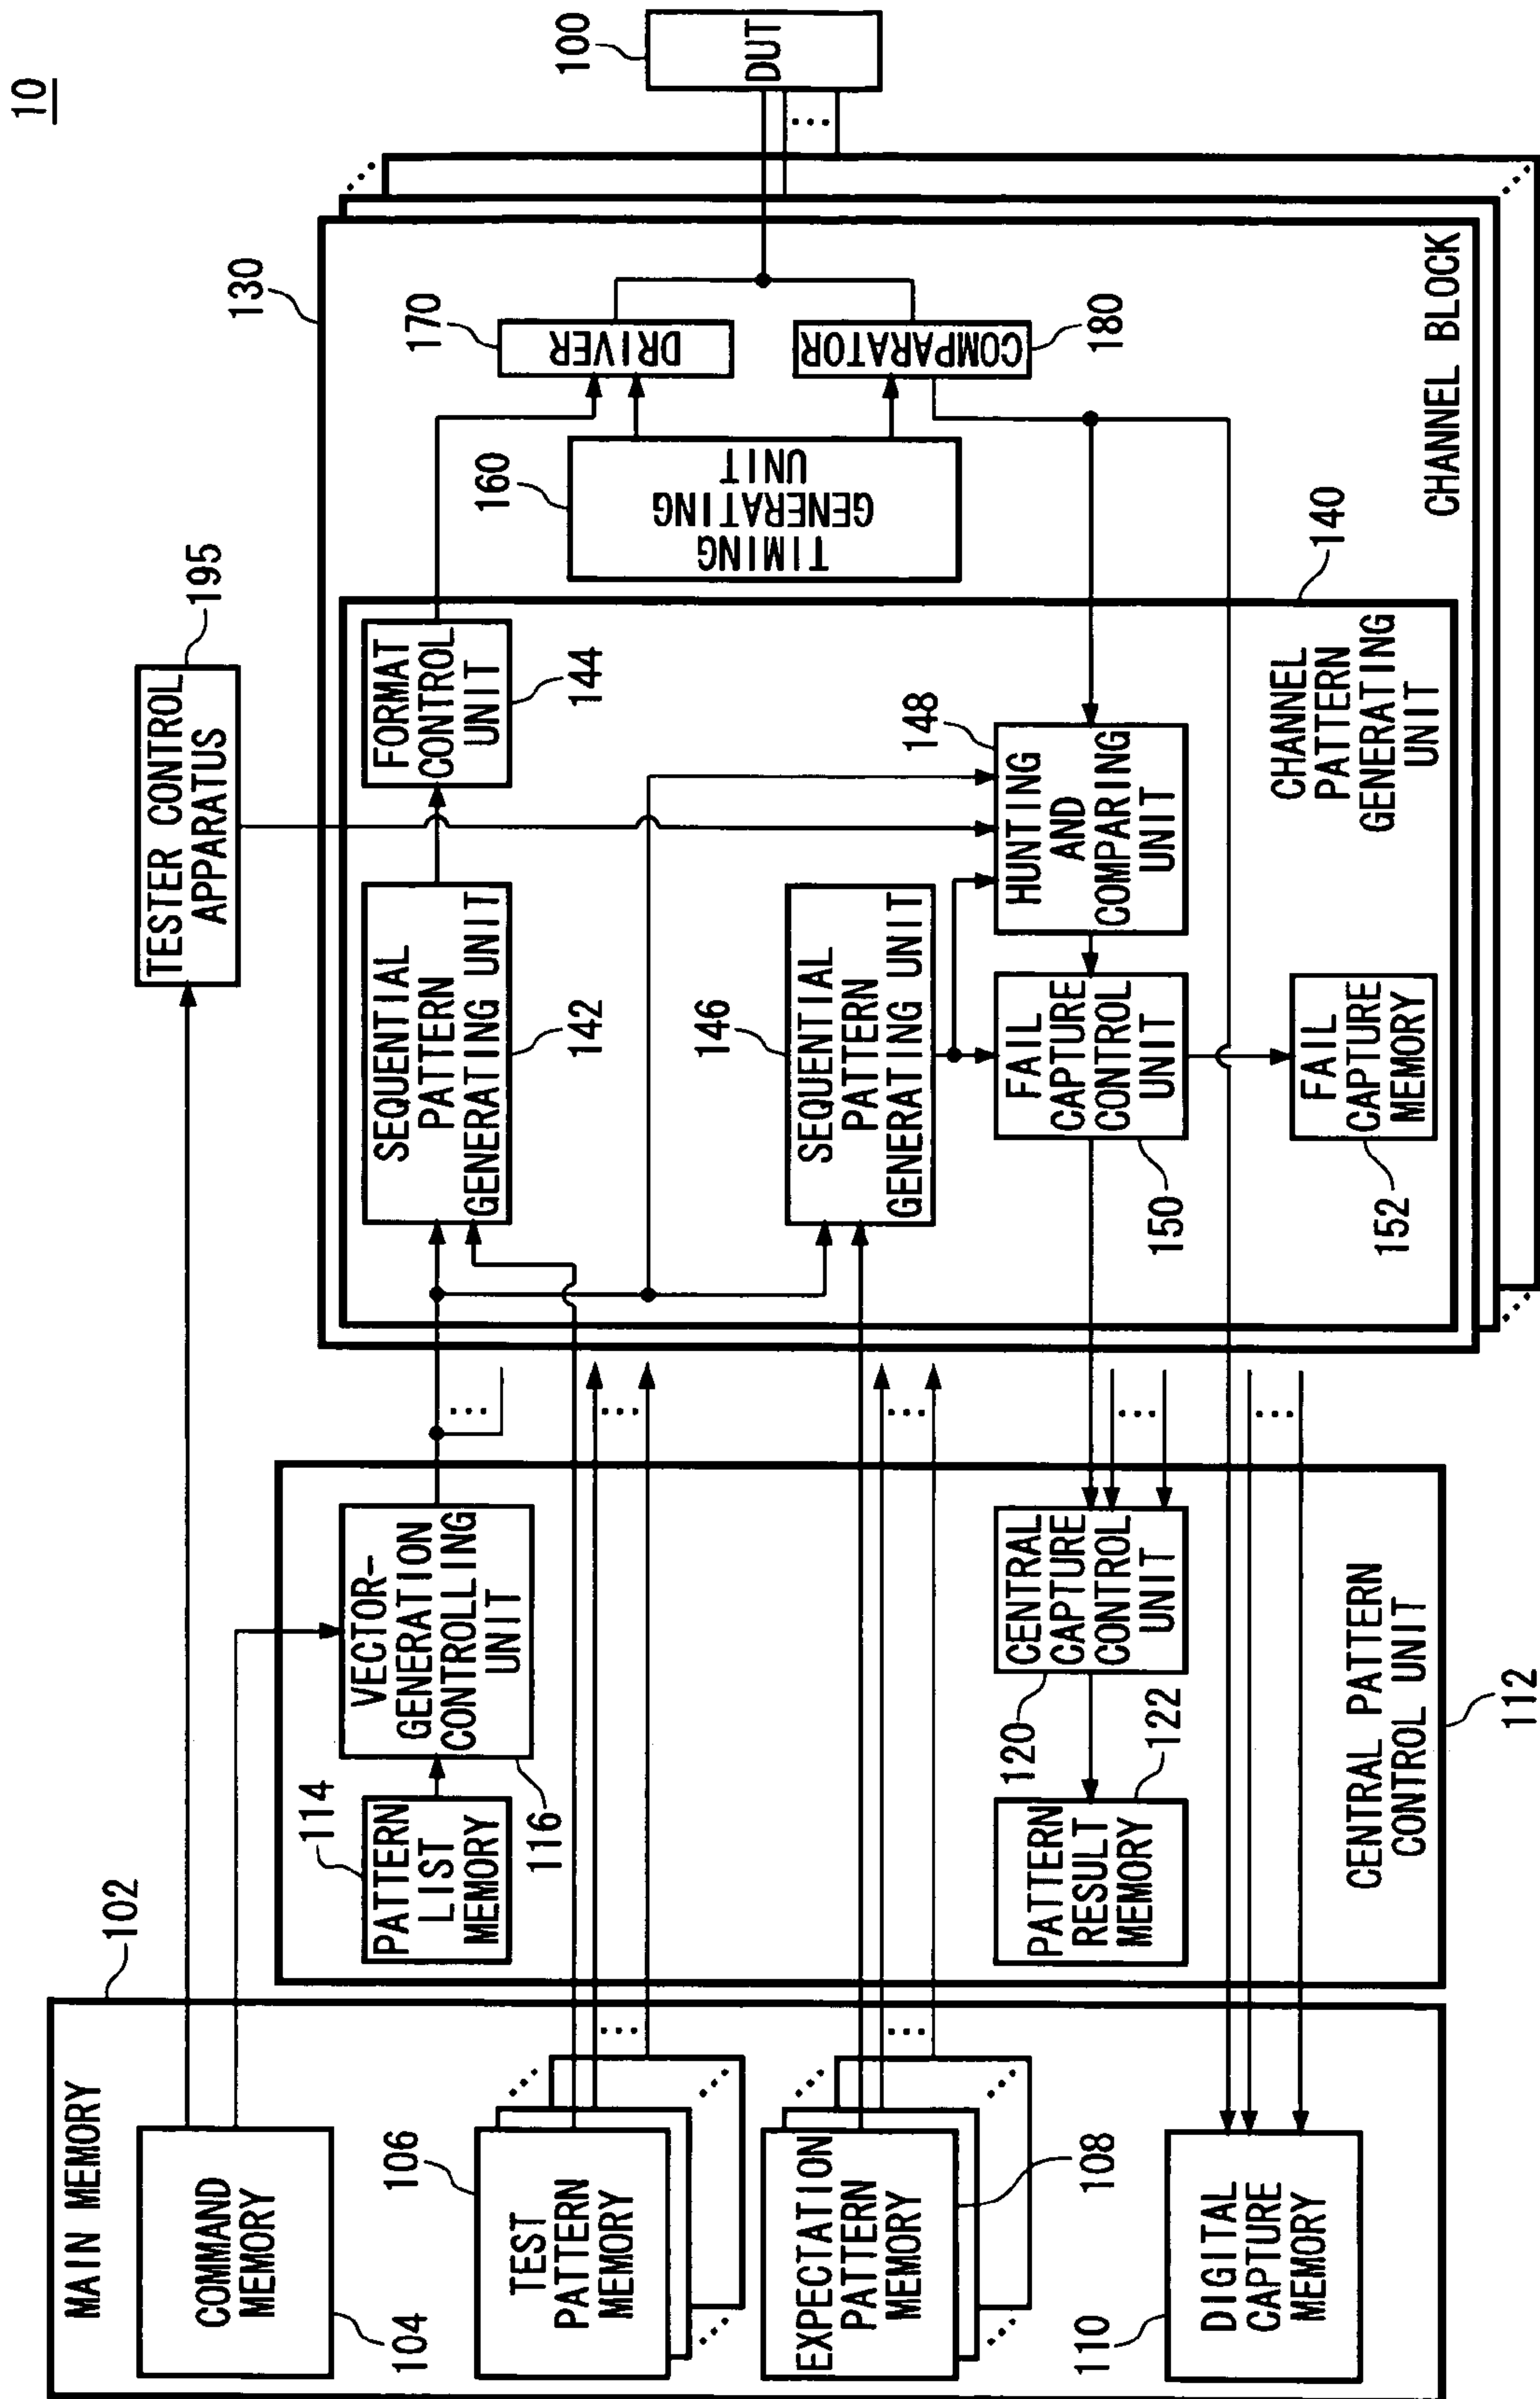 10
MAIN MEMORY
102
COMMAND
MEMORY
104
TEST
PATTERN
MEMORY
106
EXPECTATION
PATTERN
MEMORY
108
DIGITAL
CAPTURE
MEMORY
110
PATTERN
LIST
MEMORY
114
VECTOR-
GENERATION
CONTROLLING
UNIT
116
CENTRAL
CAPTURE
CONTROL
UNIT
120
PATTERN
RESULT
MEMORY
122
CENTRAL PATTERN
CONTROL UNIT
112
TESTER CONTROL
APPARATUS
195
130
SEQUENTIAL
PATTERN
GENERATING UNIT
142
FORMAT
CONTROL
UNIT
144
SEQUENTIAL
PATTERN
GENERATING UNIT
146
HUNTING
AND
COMPARING
UNIT
148
FAIL
CAPTURE
CONTROL
UNIT
150
FAIL
CAPTURE
MEMORY
152
CHANNEL
PATTERN
GENERATING
UNIT
140
TIMING
GENERATING
UNIT
160
DRIVER
170
COMPARATOR
180
CHANNEL BLOCK
DUT
100